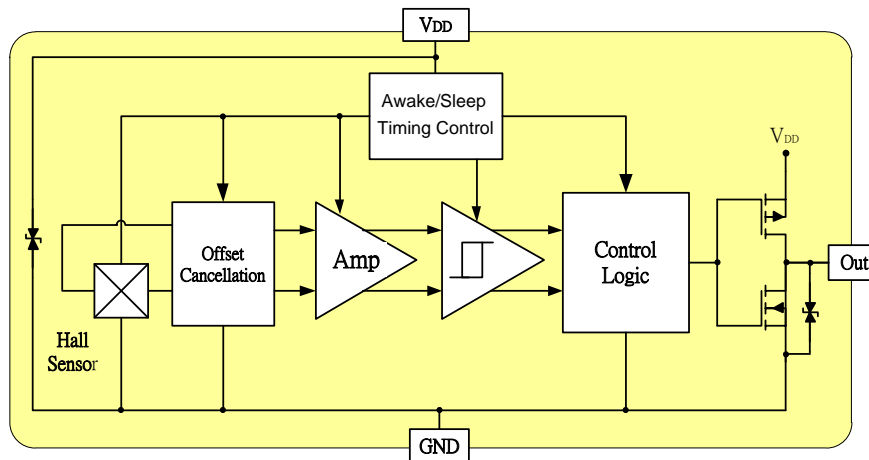 VDD
Awake/Sleep
Timing Control
VDD
Offset
Cancellation
Amp
Control
Logic
Out
Hall
Sensor
GND